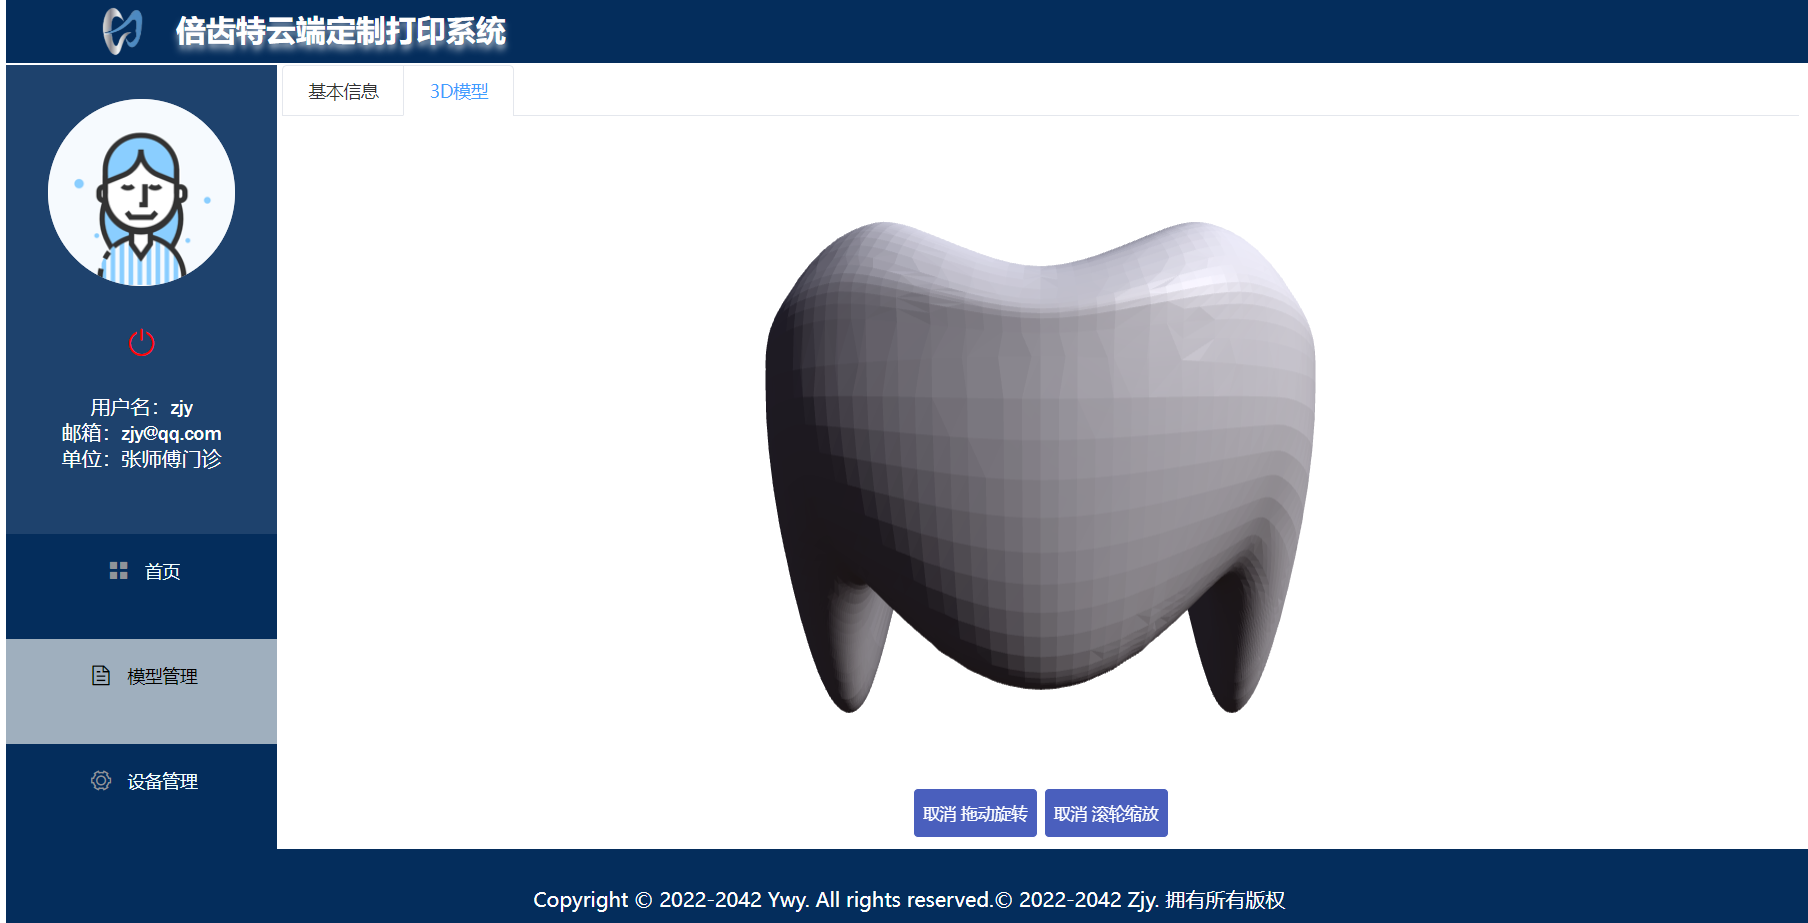 倍齿特云端定制打印系统
基本信息
3D模型
用户名：zjy
邮箱：zjy@qq.com
单位：张师傅门诊
首页
模型管理
设备管理
取消 拖动旋转
取消 滚轮缩放
Copyright © 2022-2042 Ywy. All rights reserved.© 2022-2042 Zjy. 拥有所有版权